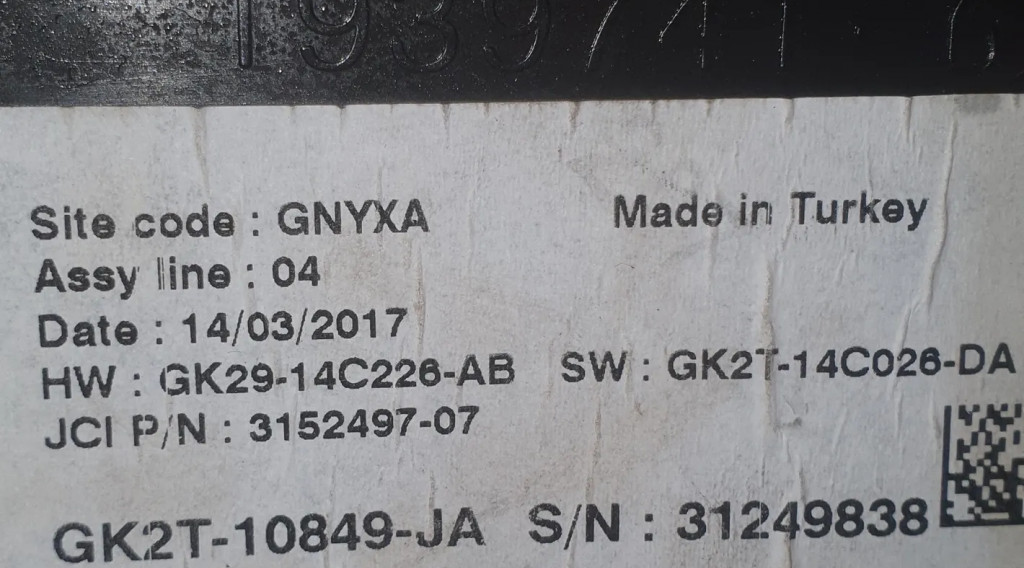 Site code : GNYXA Made in Turkey
Assy line : 04
Date : 14/03/2017
HW : GK29-14C226-AB SW : GK2T-14C026-DA
JCI P/N : 3152497-07
GK2T-10849-JA S/N : 31249838